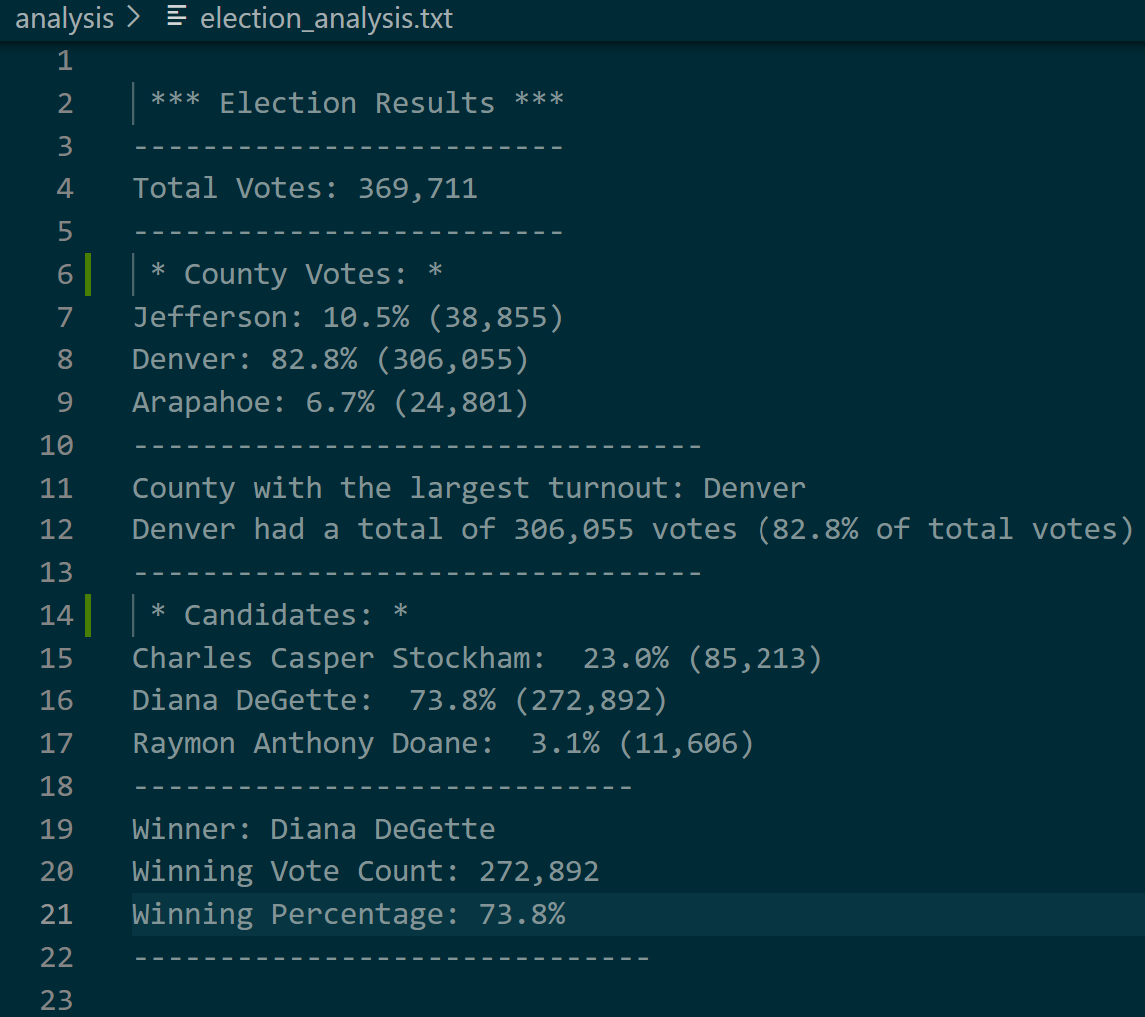 analysis > election_analysis.txt
1
2 *** Election Results ***
3 -------------------------
4 Total Votes: 369,711
5 -------------------------
6 * County Votes: *
7 Jefferson: 10.5% (38,855)
8 Denver: 82.8% (306,055)
9 Arapahoe: 6.7% (24,801)
10 ---------------------------------
11 County with the largest turnout: Denver
12 Denver had a total of 306,055 votes (82.8% of total votes)
13 ---------------------------------
14 * Candidates: *
15 Charles Casper Stockham:  23.0% (85,213)
16 Diana DeGette:  73.8% (272,892)
17 Raymon Anthony Doane:  3.1% (11,606)
18 -----------------------------
19 Winner: Diana DeGette
20 Winning Vote Count: 272,892
21 Winning Percentage: 73.8%
22 ------------------------------
23